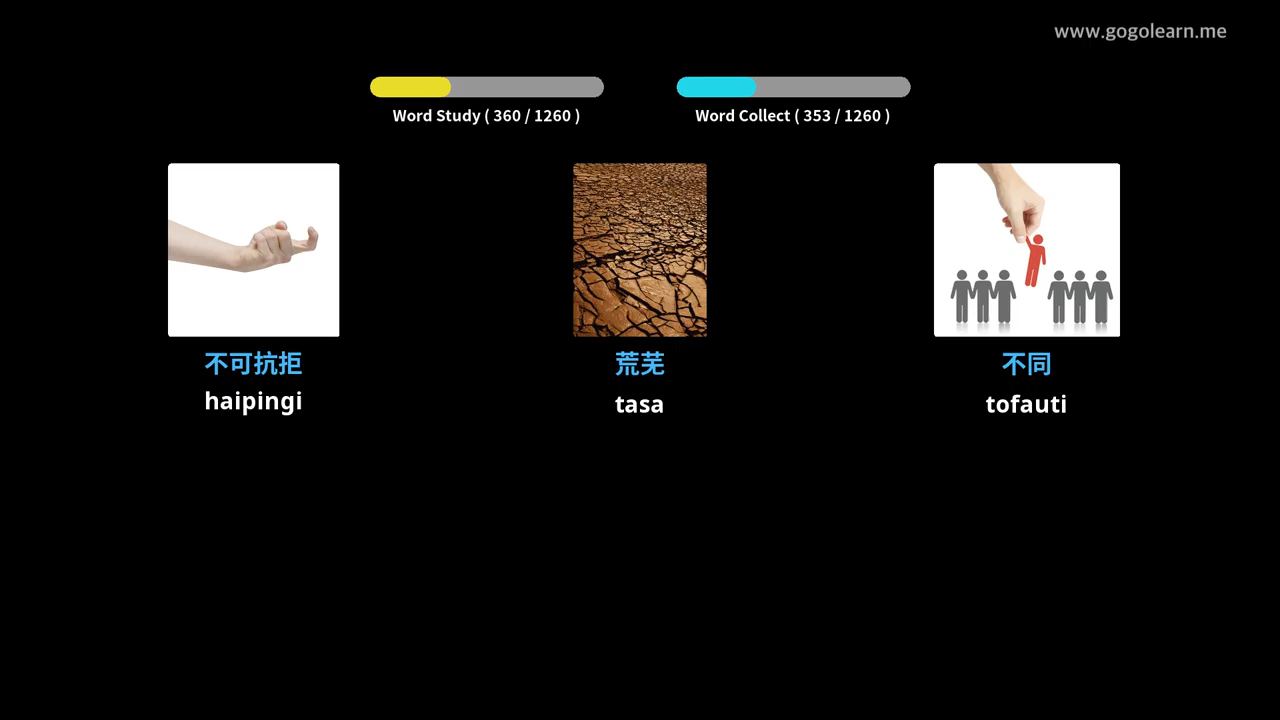 www.gogolearn.me
Word Study ( 360 / 1260 )
Word Collect ( 353 / 1260 )
不可抗拒
荒芜
不同
haipingi
tasa
tofauti